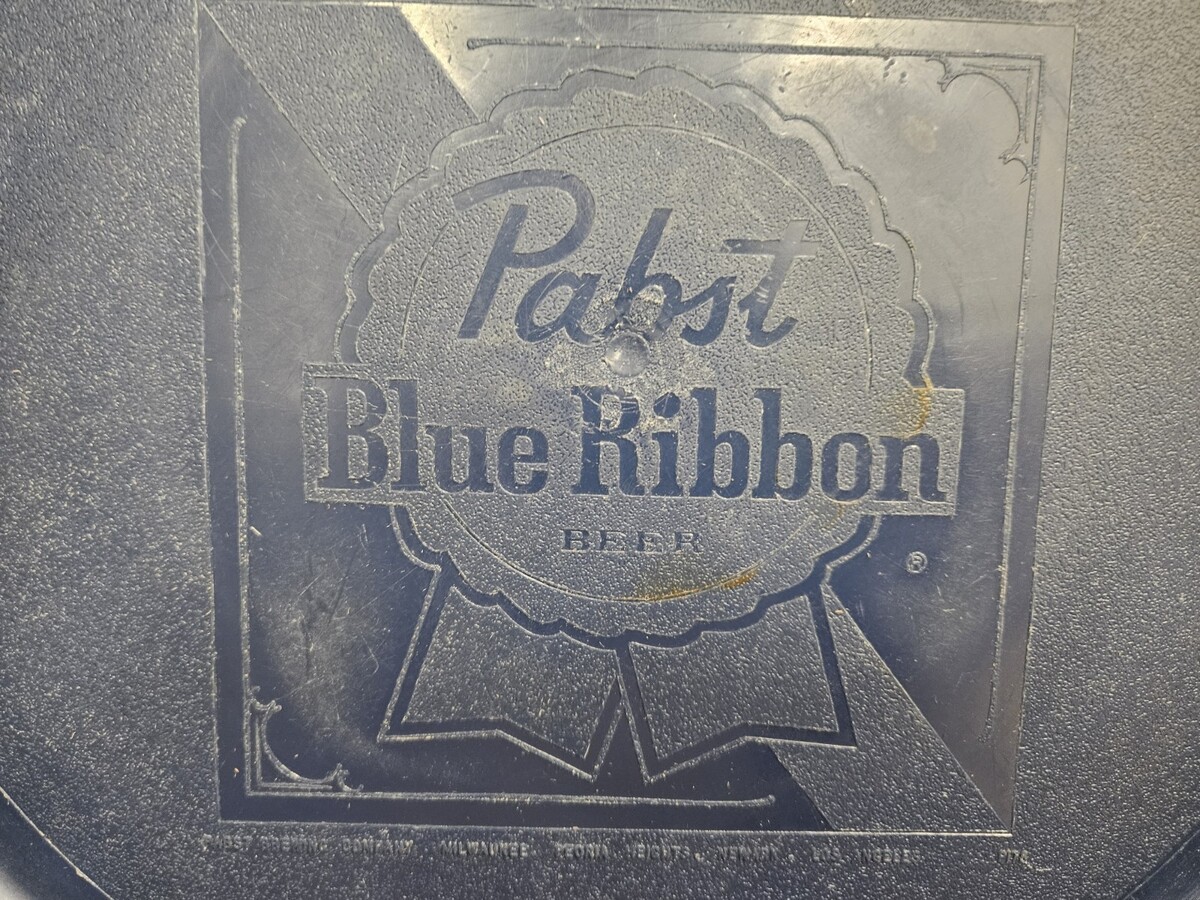 Pabst
Blue Ribbon
BEER
®
PABST BREWING COMPANY . MILWAUKEE . PEORIA HEIGHTS . NEWARK . LOS ANGELES